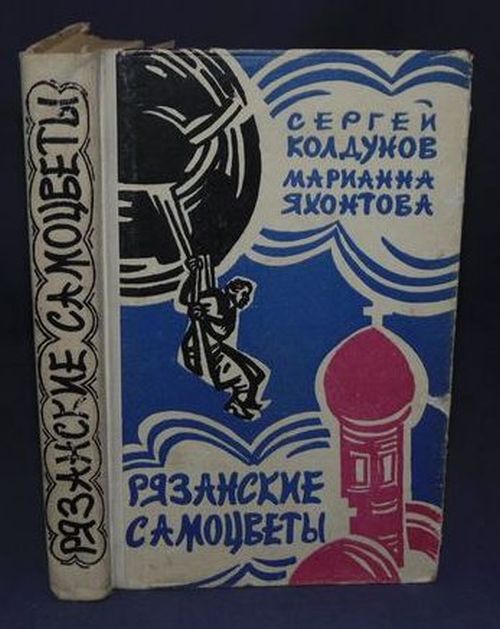 РЯЗАНСКИЕ САМОЦВЕТЫ
СЕРГЕЙ
КОЛДУНОВ
МАРИАННА
ЯХОНТОВА
РЯЗАНСКИЕ
САМОЦВЕТЫ